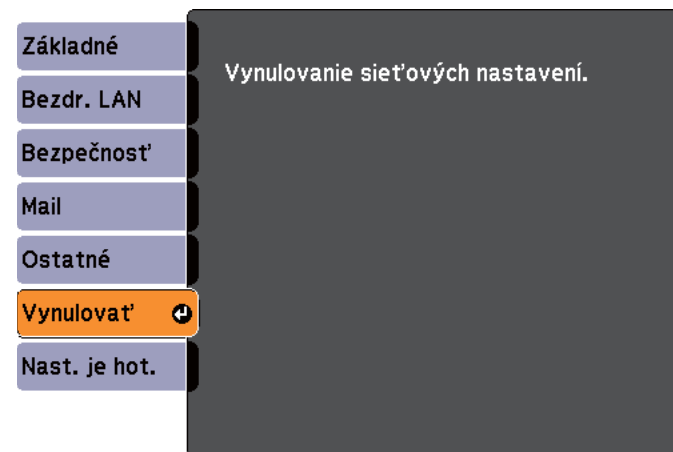 Základné
Bezdr. LAN
Bezpečnosť
Mail
Ostatné
Vynulovať
Nast. je hot.
Vynulovanie sieťových nastavení.